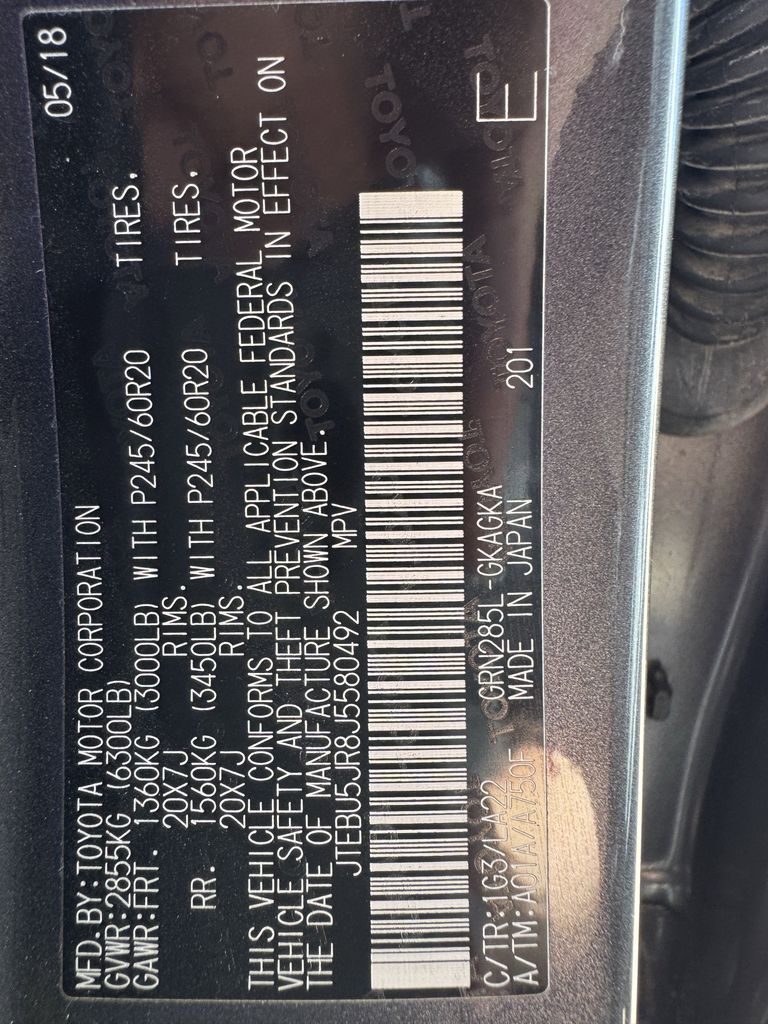 MFD.BY:TOYOTA MOTOR CORPORATION 05/18
GVWR:2855KG (6300LB)
GAWR:FRT. 1360KG (3000LB) WITH P245/60R20 TIRES.
20X7J RIMS.
RR. 1560KG (3450LB) WITH P245/60R20 TIRES.
20X7J RIMS.
THIS VEHICLE CONFORMS TO ALL APPLICABLE FEDERAL MOTOR
VEHICLE SAFETY AND THEFT PREVENTION STANDARDS IN EFFECT ON
THE DATE OF MANUFACTURE SHOWN ABOVE.
JTEBU5JR8J5580492 MPV
C/TR:1G3/LA22 GRN285L-GKAGKA
A/TM:A01A/A750F MADE IN JAPAN 201 E